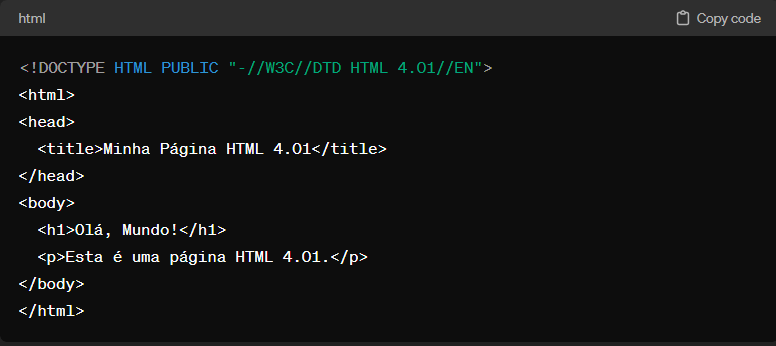 html
Copy code
<!DOCTYPE HTML PUBLIC "-//W3C//DTD HTML 4.01//EN">
<html>
<head>
  <title>Minha Página HTML 4.01</title>
</head>
<body>
  <h1>Olá, Mundo!</h1>
  <p>Esta é uma página HTML 4.01.</p>
</body>
</html>